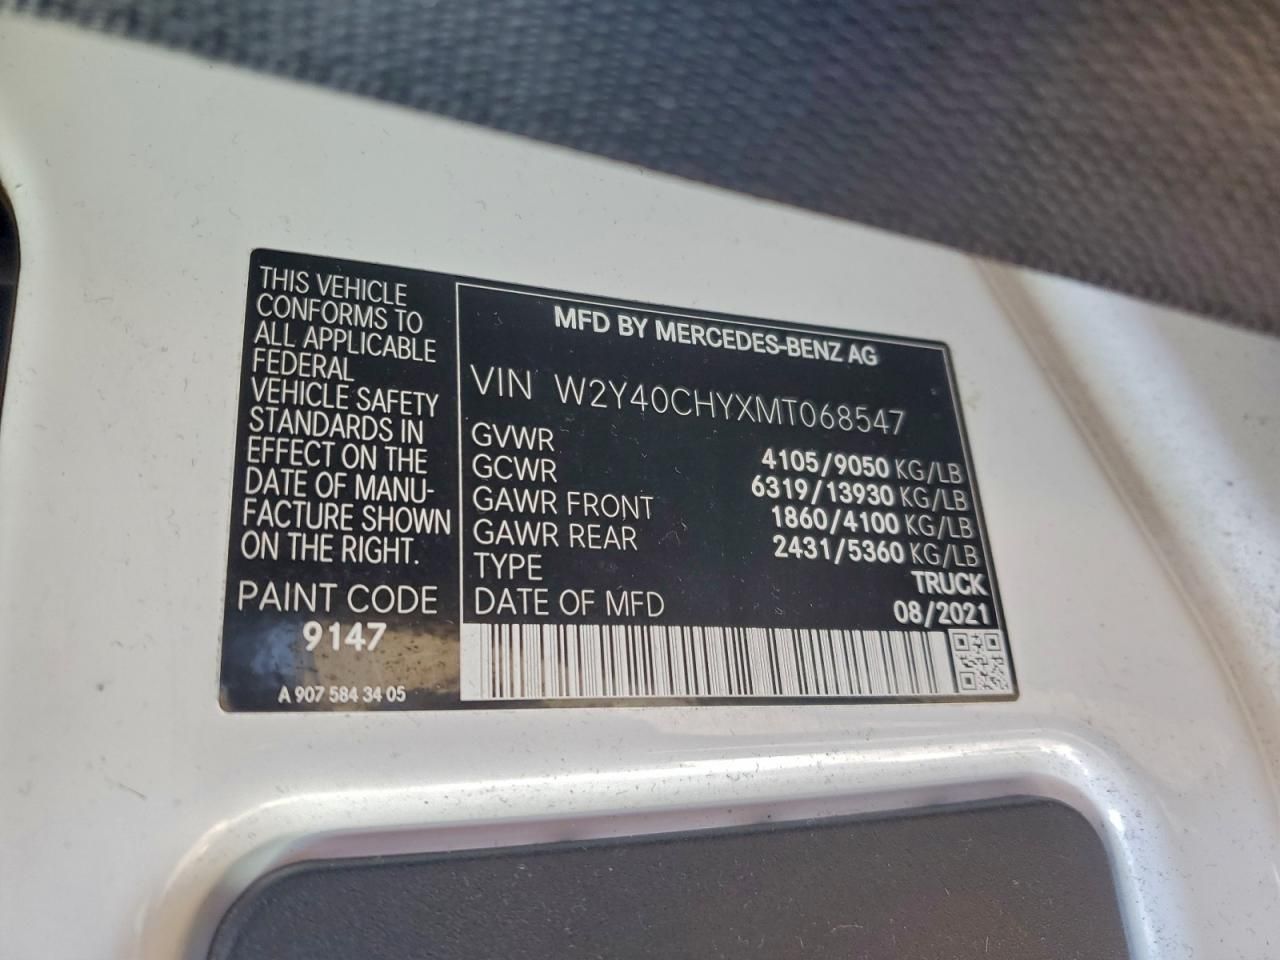 THIS VEHICLE
CONFORMS TO
ALL APPLICABLE
FEDERAL
VEHICLE SAFETY
STANDARDS IN
EFFECT ON THE
DATE OF MANU-
FACTURE SHOWN
ON THE RIGHT.
PAINT CODE
9147
A 907 584 34 05
MFD BY MERCEDES-BENZ AG
VIN W2Y40CHYXMT068547
GVWR 4105/9050 KG/LB
GCWR 6319/13930 KG/LB
GAWR FRONT 1860/4100 KG/LB
GAWR REAR 2431/5360 KG/LB
TYPE TRUCK
DATE OF MFD 08/2021